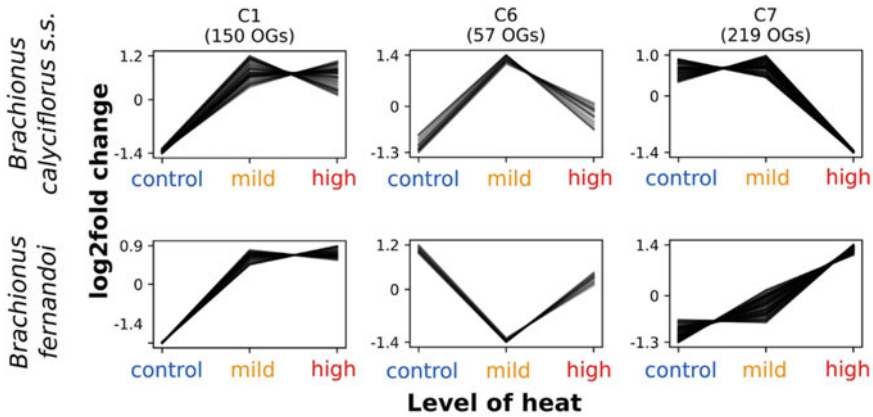 C1
(150 OGs)
C6
(57 OGs)
C7
(219 OGs)
Brachionus
calyciflorus s.s.
1.2
0
-1.4
1.4
0
-1.3
1.0
0
-1.4
control mild high
control mild high
control mild high
log2fold change
Brachionus
fernandoi
0.9
0
-1.4
1.2
0
-1.4
1.4
0
-1.3
control mild high
control mild high
control mild high
Level of heat